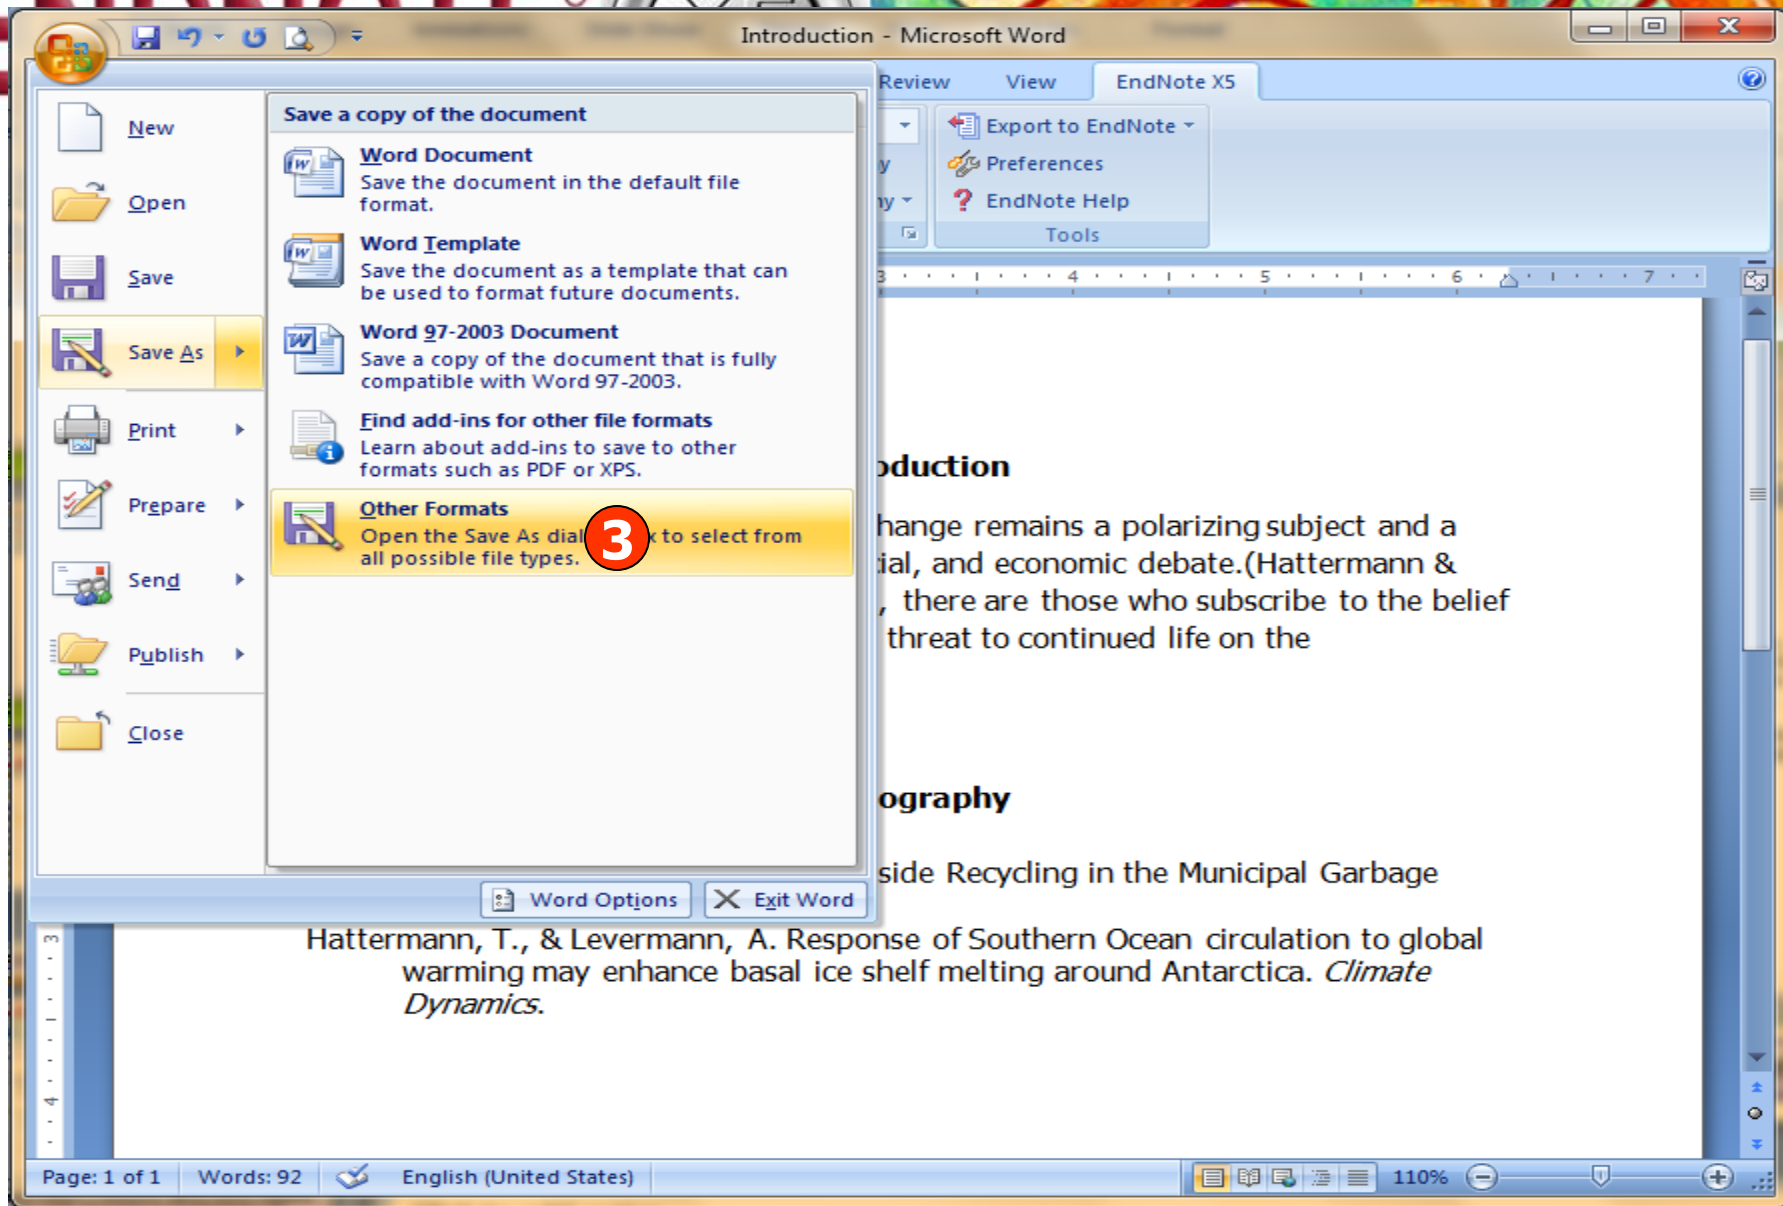 Introduction - Microsoft Word
Review View EndNote X5
New
Open
Save
Save As
Print
Prepare
Send
Publish
Close
Save a copy of the document
Word Document
Save the document in the default file
format.
Word Template
Save the document as a template that can
be used to format future documents.
Word 97-2003 Document
Save a copy of the document that is fully
compatible with Word 97-2003.
Find add-ins for other file formats
Learn about add-ins to save to other
formats such as PDF or XPS.
Other Formats
Open the Save As dial 3 x to select from
all possible file types.
Word Options Exit Word
Export to EndNote
Preferences
EndNote Help
Tools
3 4 5 6 7
oduction
hange remains a polarizing subject and a
ial, and economic debate.(Hattermann &
, there are those who subscribe to the belief
threat to continued life on the
ography
side Recycling in the Municipal Garbage
Hattermann, T., & Levermann, A. Response of Southern Ocean circulation to global
warming may enhance basal ice shelf melting around Antarctica. Climate
Dynamics.
3
4
Page: 1 of 1 Words: 92 English (United States) 110%